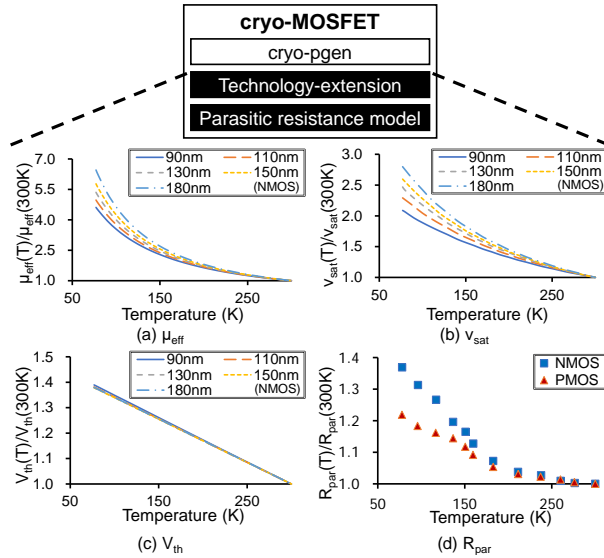 cryo-MOSFET
cryo-pgen
Technology-extension
Parasitic resistance model
μeff(T)/μeff(300K)
7.0
5.5
4.0
2.5
1.0
90nm 110nm
130nm 150nm
180nm (NMOS)
50 150 250
Temperature (K)
(a) μeff
vsat(T)/vsat(300K)
3.0
2.5
2.0
1.5
1.0
90nm 110nm
130nm 150nm
180nm (NMOS)
50 150 250
Temperature (K)
(b) vsat
Vth(T)/Vth(300K)
1.5
1.4
1.3
1.2
1.1
1.0
90nm 110nm
130nm 150nm
180nm (NMOS)
50 150 250
Temperature (K)
(c) Vth
Rpar(T)/Rpar(300K)
1.4
1.3
1.2
1.1
1.0
NMOS
PMOS
50 150 250
Temperature (K)
(d) Rpar